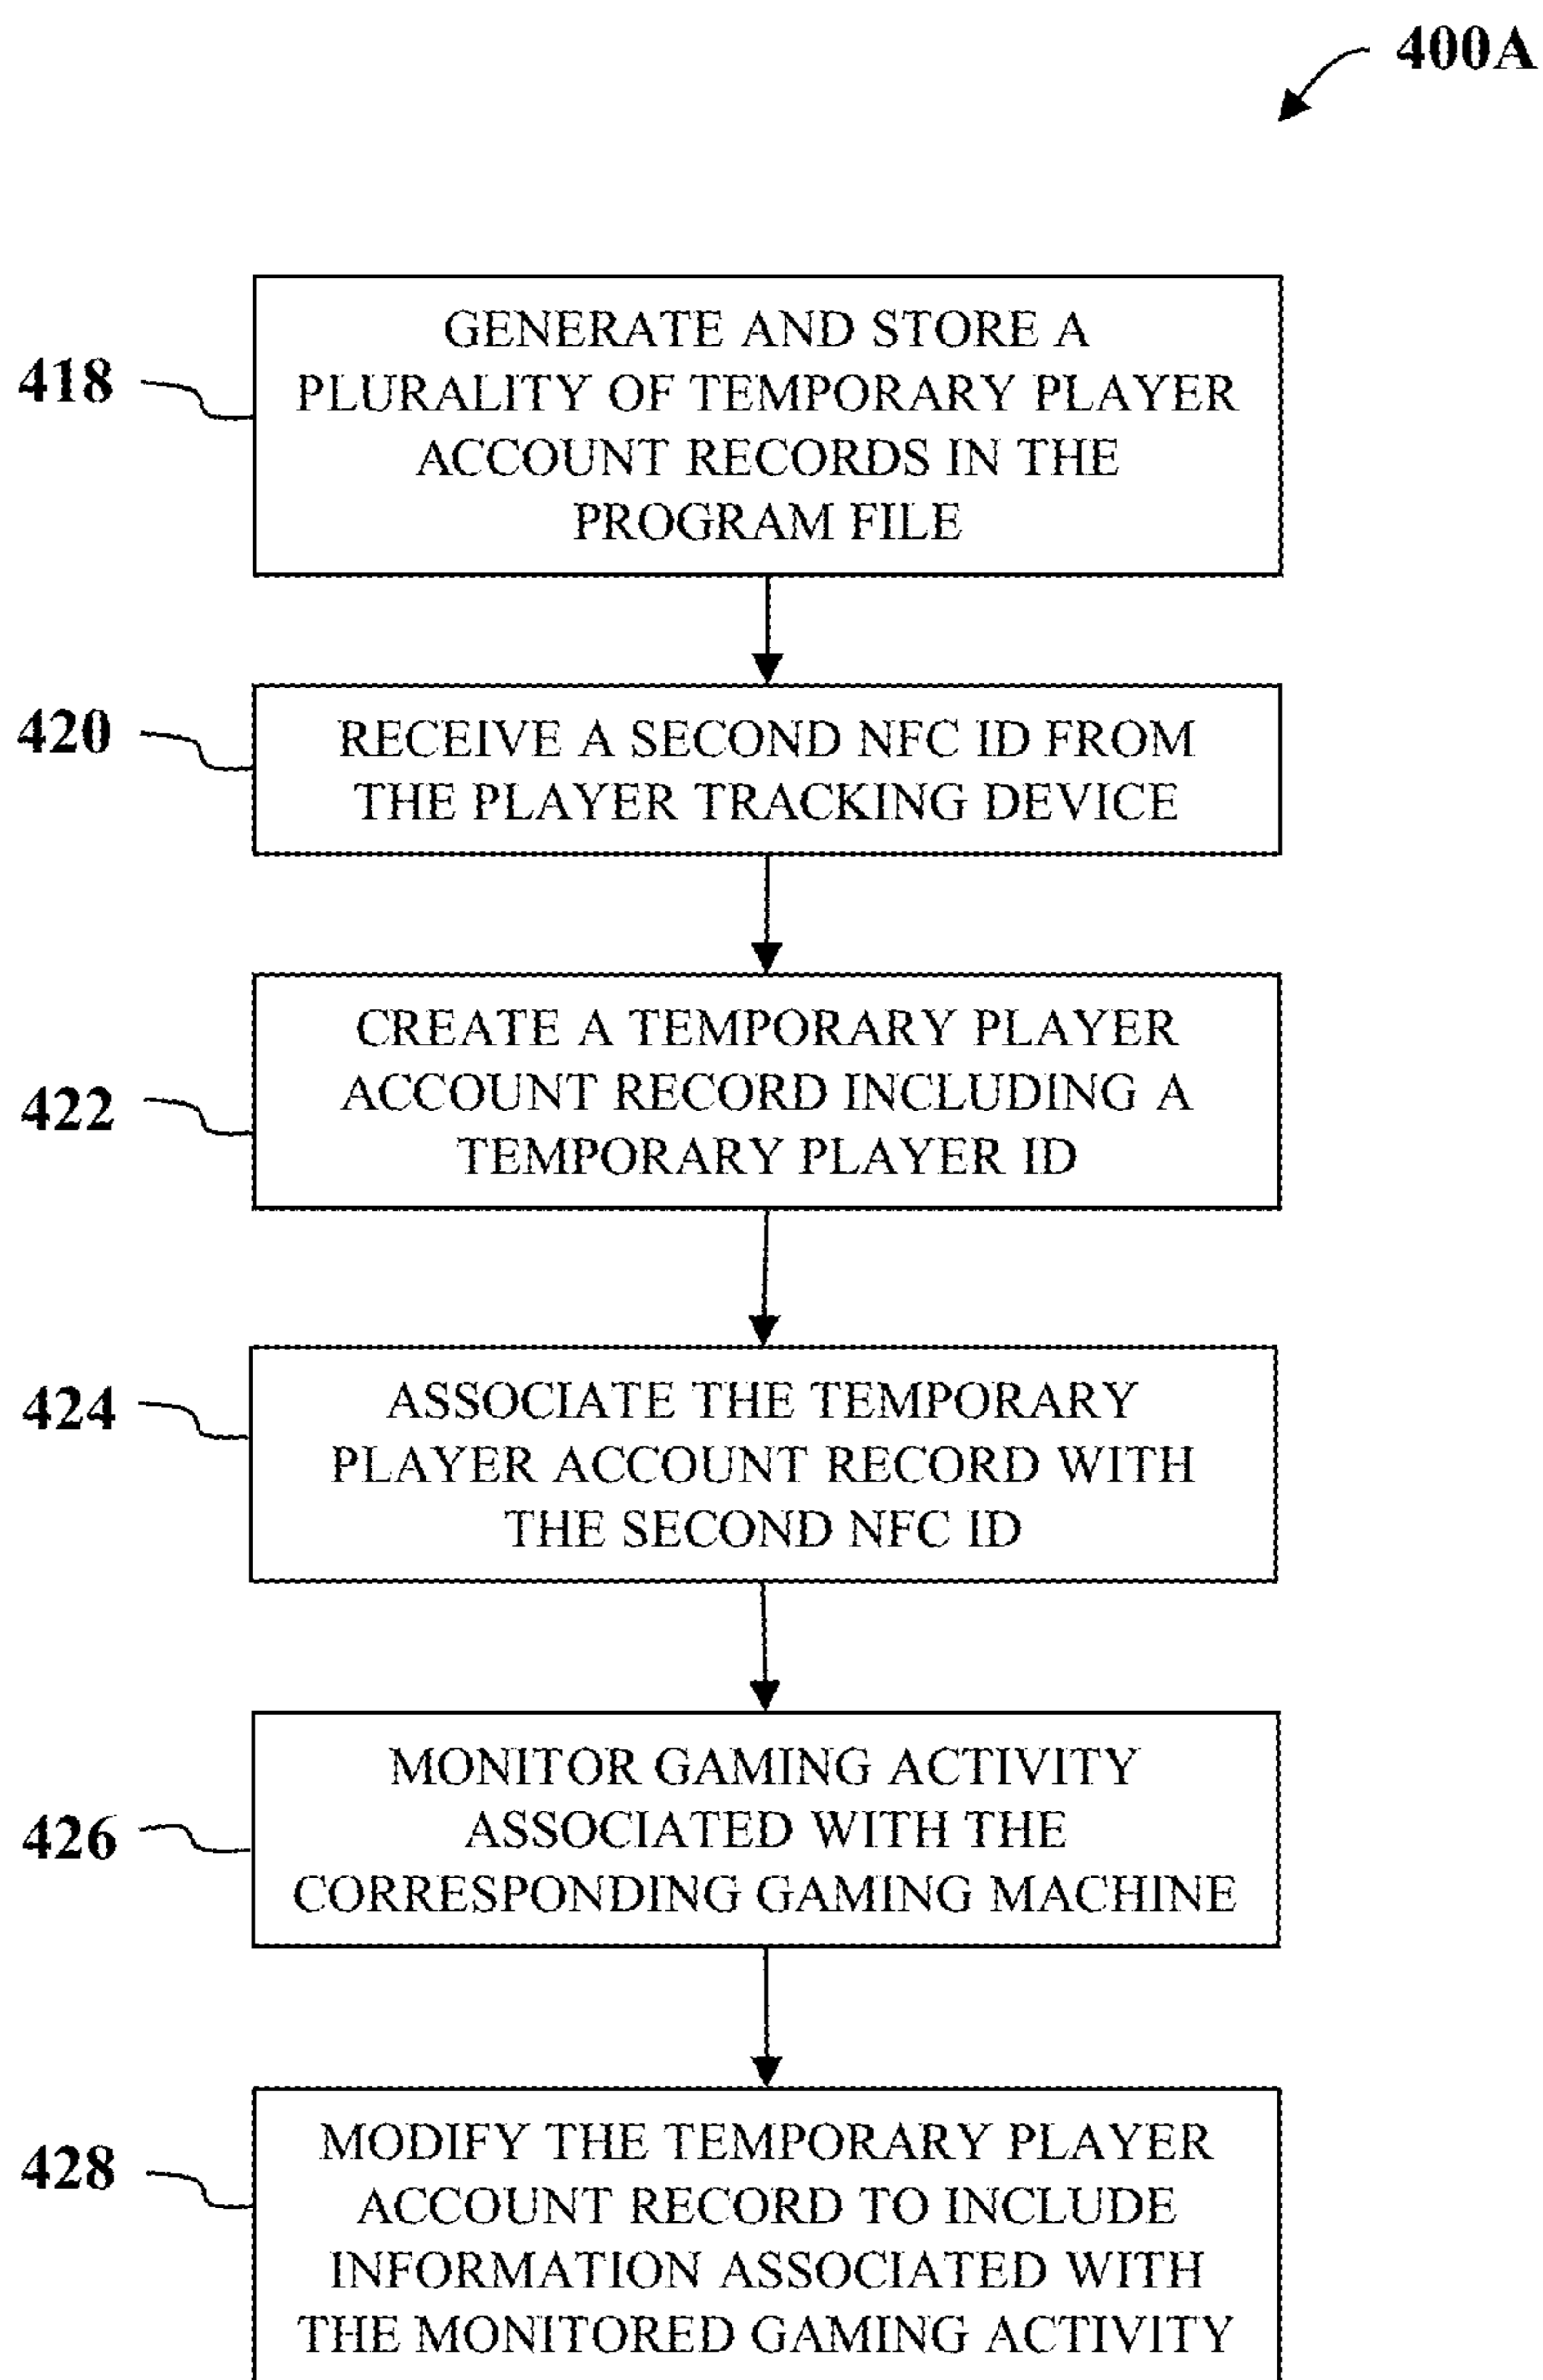 400A
418
GENERATE AND STORE A
PLURALITY OF TEMPORARY PLAYER
ACCOUNT RECORDS IN THE
PROGRAM FILE
420
RECEIVE A SECOND NFC ID FROM
THE PLAYER TRACKING DEVICE
422
CREATE A TEMPORARY PLAYER
ACCOUNT RECORD INCLUDING A
TEMPORARY PLAYER ID
424
ASSOCIATE THE TEMPORARY
PLAYER ACCOUNT RECORD WITH
THE SECOND NFC ID
426
MONITOR GAMING ACTIVITY
ASSOCIATED WITH THE
CORRESPONDING GAMING MACHINE
428
MODIFY THE TEMPORARY PLAYER
ACCOUNT RECORD TO INCLUDE
INFORMATION ASSOCIATED WITH
THE MONITORED GAMING ACTIVITY